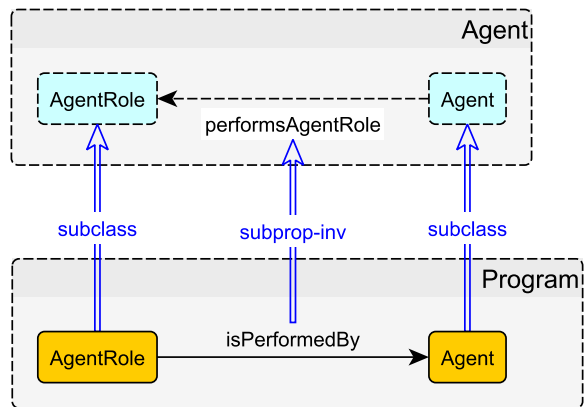 Agent
AgentRole
Agent
performsAgentRole
subclass
subprop-inv
subclass
Program
isPerformedBy
AgentRole
Agent